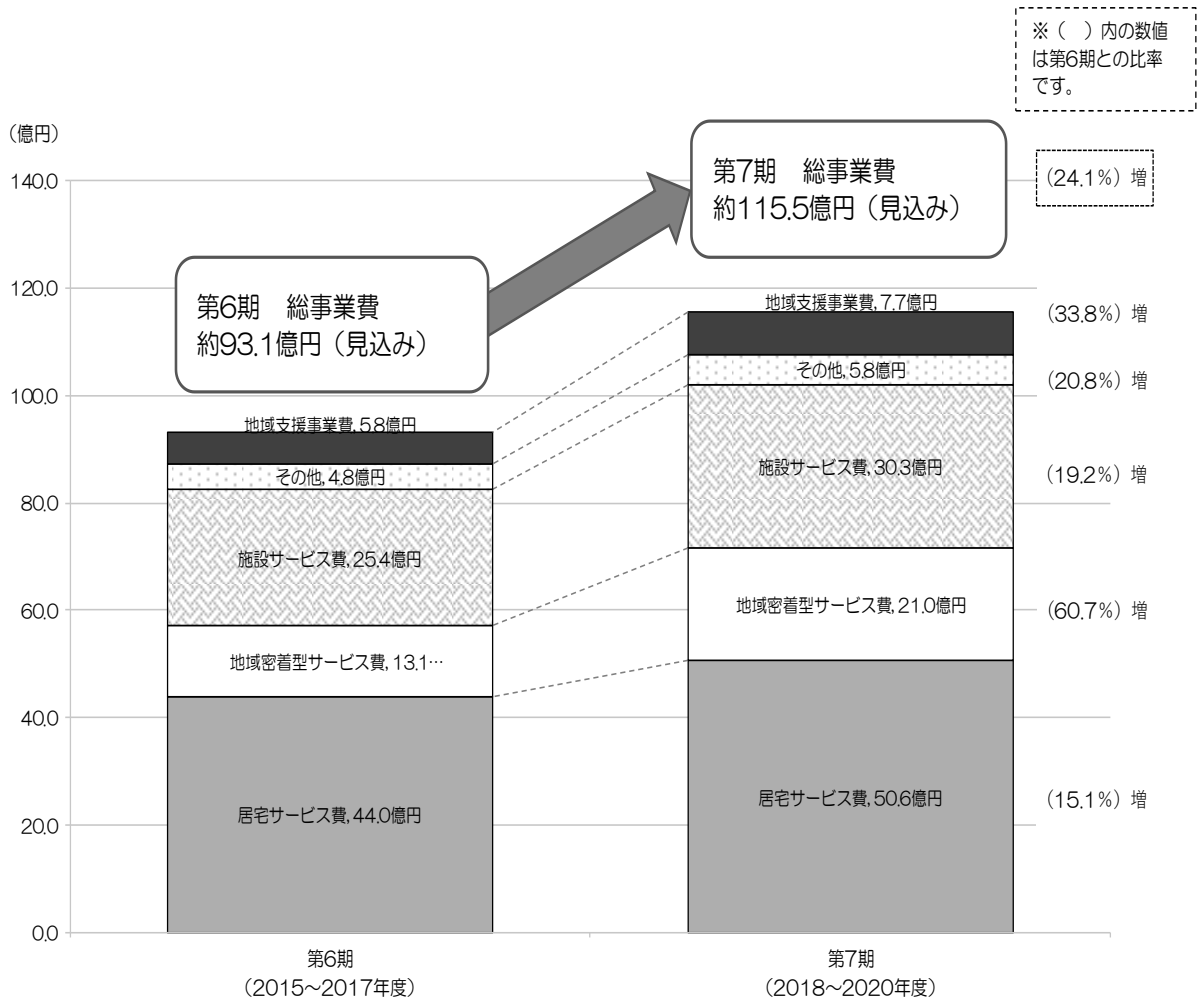 ※（　）内の数値
は第6期との比率
です。
（億円）
第7期　総事業費
約115.5億円（見込み）
（24.1％）増
第6期　総事業費
約93.1億円（見込み）
140.0
120.0
100.0
80.0
60.0
40.0
20.0
0.0
地域支援事業費, 5.8億円
その他, 4.8億円
施設サービス費, 25.4億円
地域密着型サービス費, 13.1…
居宅サービス費, 44.0億円
地域支援事業費, 7.7億円
その他, 5.8億円
施設サービス費, 30.3億円
地域密着型サービス費, 21.0億円
居宅サービス費, 50.6億円
（33.8％）増
（20.8％）増
（19.2％）増
（60.7％）増
（15.1％）増
第6期
（2015～2017年度）
第7期
（2018～2020年度）